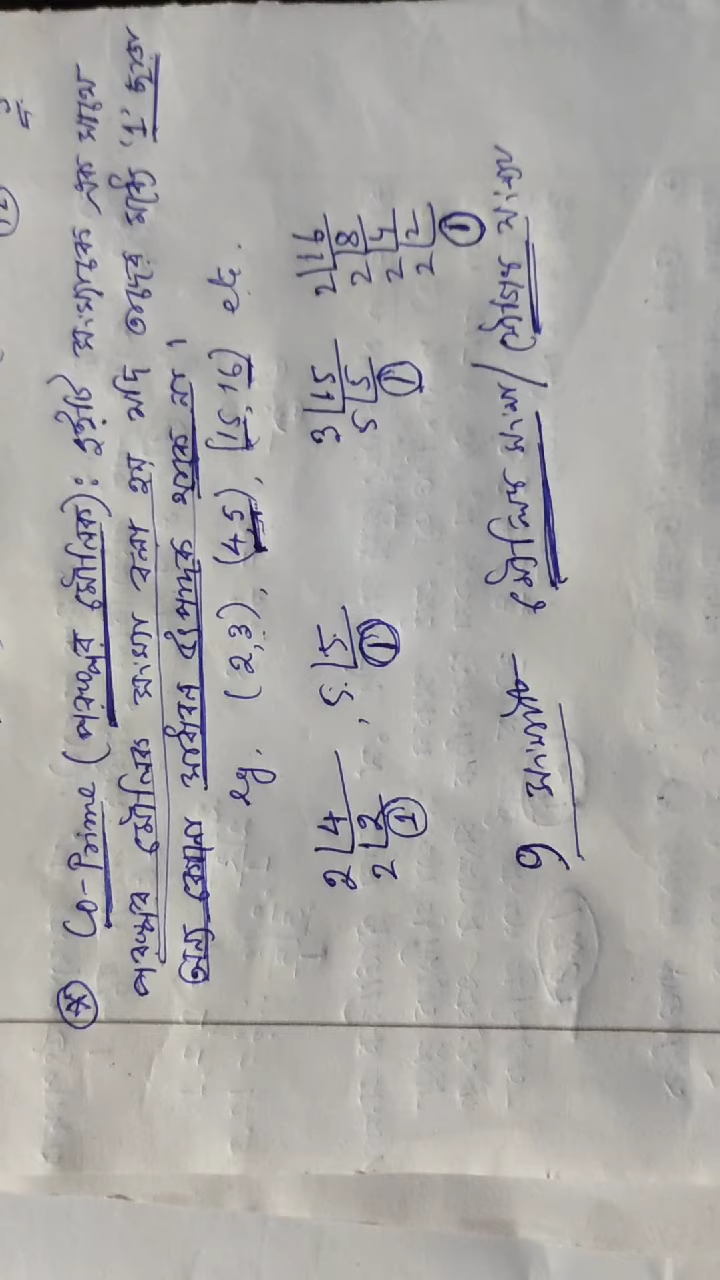 * Co-Prime (পরস্পর মৌলিক) : দুইটি সংখ্যাকে এক সাথে
পরস্পর মৌলিক সংখ্যা বলা হয় যদি তাদের মধ্যে '1' ছাড়া
অন্য কোনো সাধারণ উৎপাদক থাকে না।
eg. (2,3), (4,5), (15,16) etc.
2|4 , 5|5 3|15 2|16
2|2 1 5|5 2|8
1 1 2|4
2|2
1
9 মৌলিক সংখ্যা / যৌগিক সংখ্যা